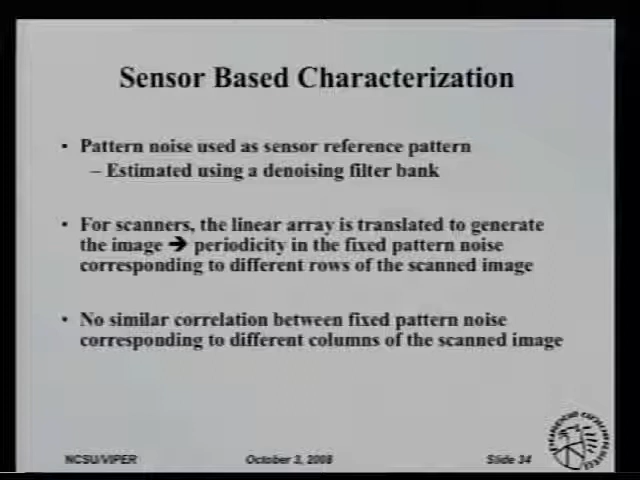 Sensor Based Characterization
• Pattern noise used as sensor reference pattern
– Estimated using a denoising filter bank
• For scanners, the linear array is translated to generate
the image ➔ periodicity in the fixed pattern noise
corresponding to different rows of the scanned image
• No similar correlation between fixed pattern noise
corresponding to different columns of the scanned image
NCSU/VIPER
October 3, 2008
Slide 34